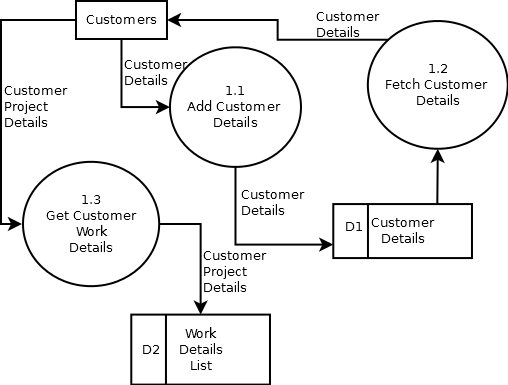 Customers
Customer
Details
Customer
Details
Customer
Project
Details
1.1
Add Customer
Details
1.2
Fetch Customer
Details
1.3
Get Customer
Work
Details
Customer
Details
D1
Customer
Details
Customer
Project
Details
D2
Work
Details
List